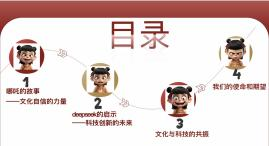 目录
1
哪吒的故事
——文化自信的力量
2
deepseek的启示
——科技创新的未来
3
文化与科技的共振
4
我们的使命和期望